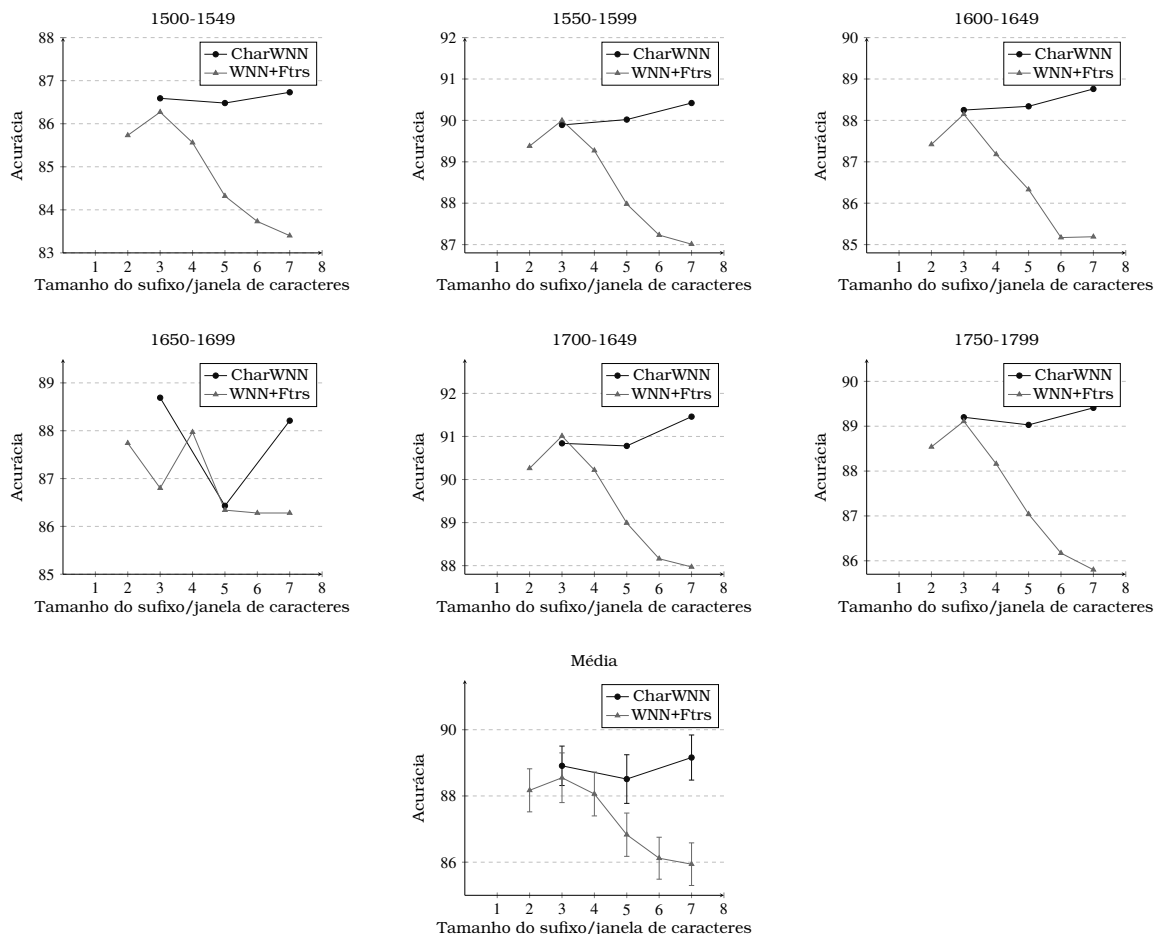 1500-1549
88
87
86
85
84
83
1 2 3 4 5 6 7 8
Acurácia
Tamanho do sufixo/janela de caracteres
CharWNN
WNN+Ftrs
1550-1599
92
91
90
89
88
87
1 2 3 4 5 6 7 8
Acurácia
Tamanho do sufixo/janela de caracteres
CharWNN
WNN+Ftrs
1600-1649
90
89
88
87
86
85
1 2 3 4 5 6 7 8
Acurácia
Tamanho do sufixo/janela de caracteres
CharWNN
WNN+Ftrs
1650-1699
89
88
87
86
85
1 2 3 4 5 6 7 8
Acurácia
Tamanho do sufixo/janela de caracteres
CharWNN
WNN+Ftrs
1700-1649
92
91
90
89
88
1 2 3 4 5 6 7 8
Acurácia
Tamanho do sufixo/janela de caracteres
CharWNN
WNN+Ftrs
1750-1799
90
89
88
87
86
1 2 3 4 5 6 7 8
Acurácia
Tamanho do sufixo/janela de caracteres
CharWNN
WNN+Ftrs
Média
90
88
86
1 2 3 4 5 6 7 8
Acurácia
Tamanho do sufixo/janela de caracteres
CharWNN
WNN+Ftrs